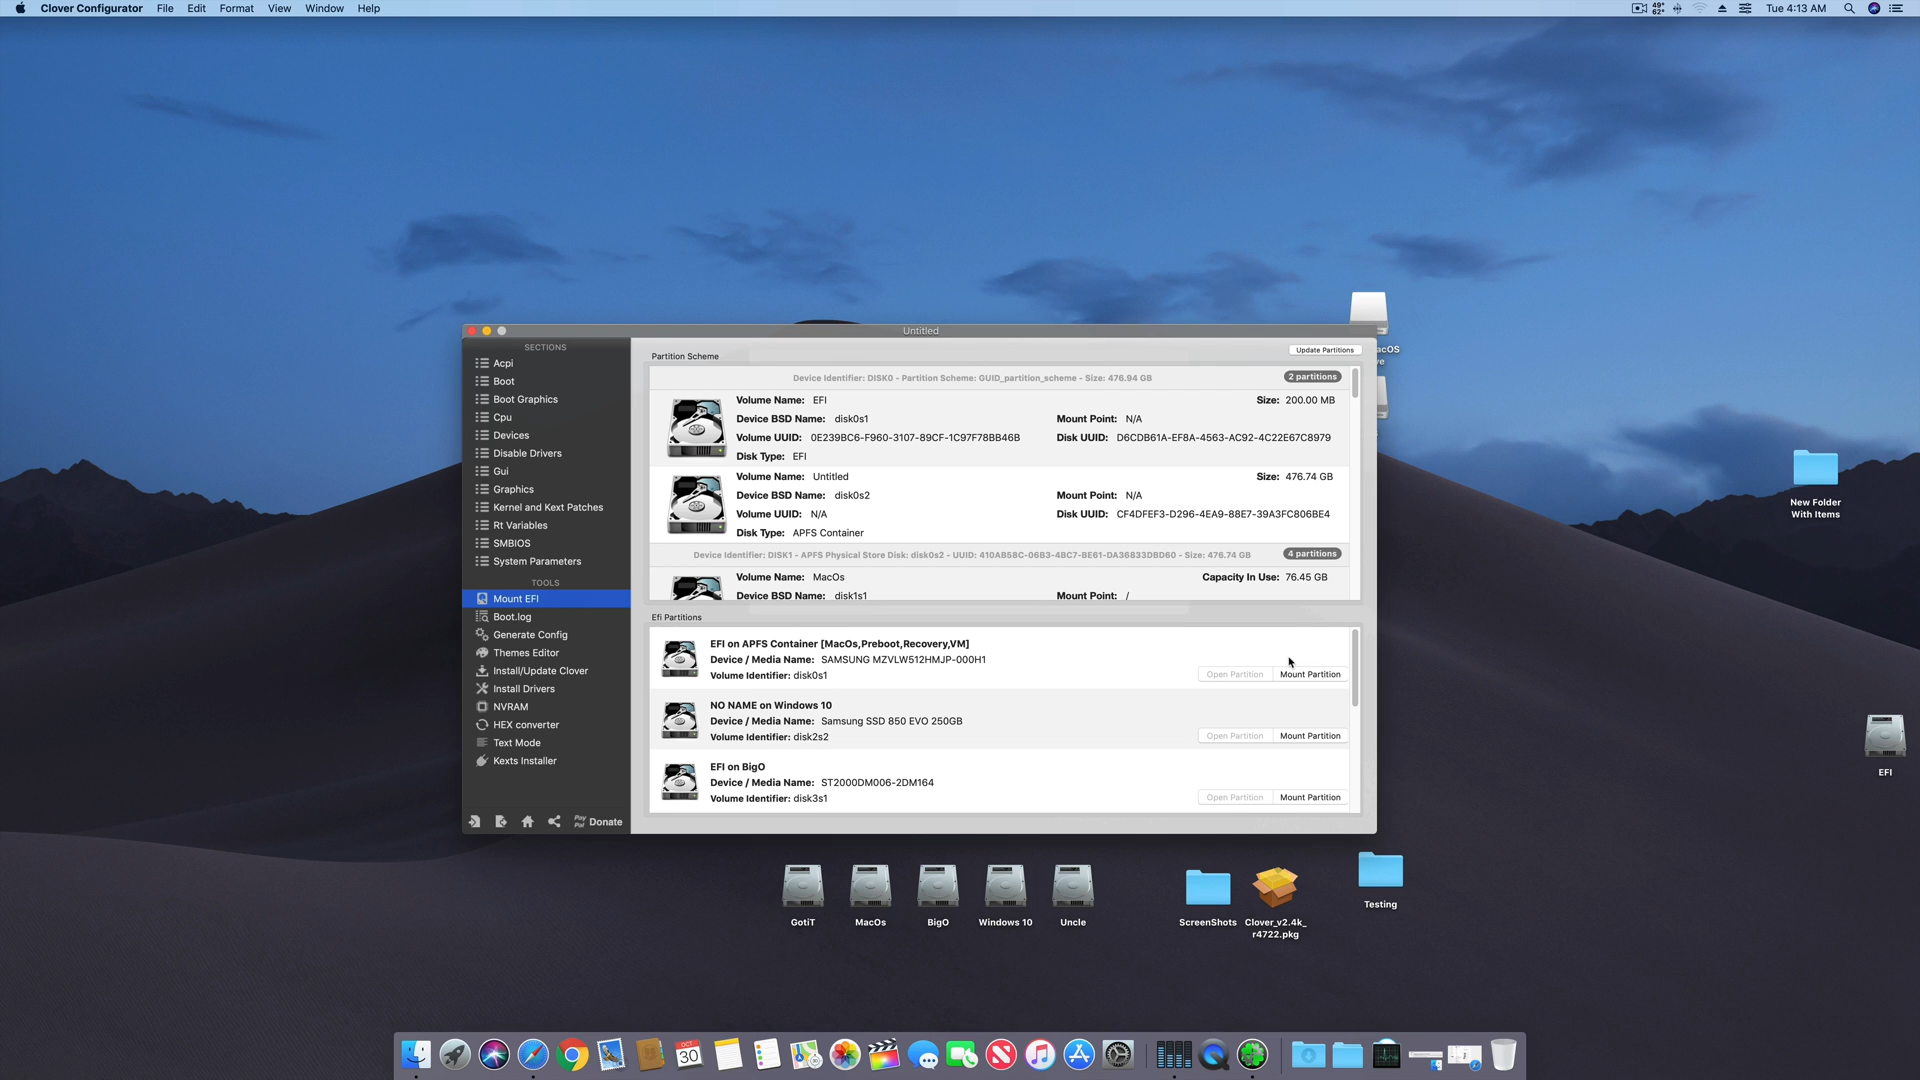 Clover Configurator File Edit Format View Window Help
49° 62° Tue 4:13 AM
Untitled
SECTIONS
Acpi
Boot
Boot Graphics
Cpu
Devices
Disable Drivers
Gui
Graphics
Kernel and Kext Patches
Rt Variables
SMBIOS
System Parameters
TOOLS
Mount EFI
Boot.log
Generate Config
Themes Editor
Install/Update Clover
Install Drivers
NVRAM
HEX converter
Text Mode
Kexts Installer
Pay Pal Donate
Partition Scheme Update Partitions
Device Identifier: DISK0 - Partition Scheme: GUID_partition_scheme - Size: 476.94 GB 2 partitions
Volume Name: EFI Size: 200.00 MB
Device BSD Name: disk0s1 Mount Point: N/A
Volume UUID: 0E239BC6-F960-3107-89CF-1C97F78BB46B Disk UUID: D6CDB61A-EF8A-4563-AC92-4C22E67C8979
Disk Type: EFI
Volume Name: Untitled Size: 476.74 GB
Device BSD Name: disk0s2 Mount Point: N/A
Volume UUID: N/A Disk UUID: CF4DFEF3-D296-4EA9-88E7-39A3FC806BE4
Disk Type: APFS Container
Device Identifier: DISK1 - APFS Physical Store Disk: disk0s2 - UUID: 410AB58C-06B3-4BC7-BE61-DA36833DBD60 - Size: 476.74 GB 4 partitions
Volume Name: MacOs Capacity In Use: 76.45 GB
Device BSD Name: disk1s1 Mount Point: /
Efi Partitions
EFI on APFS Container [MacOs,Preboot,Recovery,VM]
Device / Media Name: SAMSUNG MZVLW512HMJP-000H1
Volume Identifier: disk0s1 Open Partition Mount Partition
NO NAME on Windows 10
Device / Media Name: Samsung SSD 850 EVO 250GB
Volume Identifier: disk2s2 Open Partition Mount Partition
EFI on BigO
Device / Media Name: ST2000DM006-2DM164
Volume Identifier: disk3s1 Open Partition Mount Partition
acOS
ve
New Folder
With Items
EFI
GotiT MacOs BigO Windows 10 Uncle ScreenShots Clover_v2.4k_
r4722.pkg
Testing
OCT
30